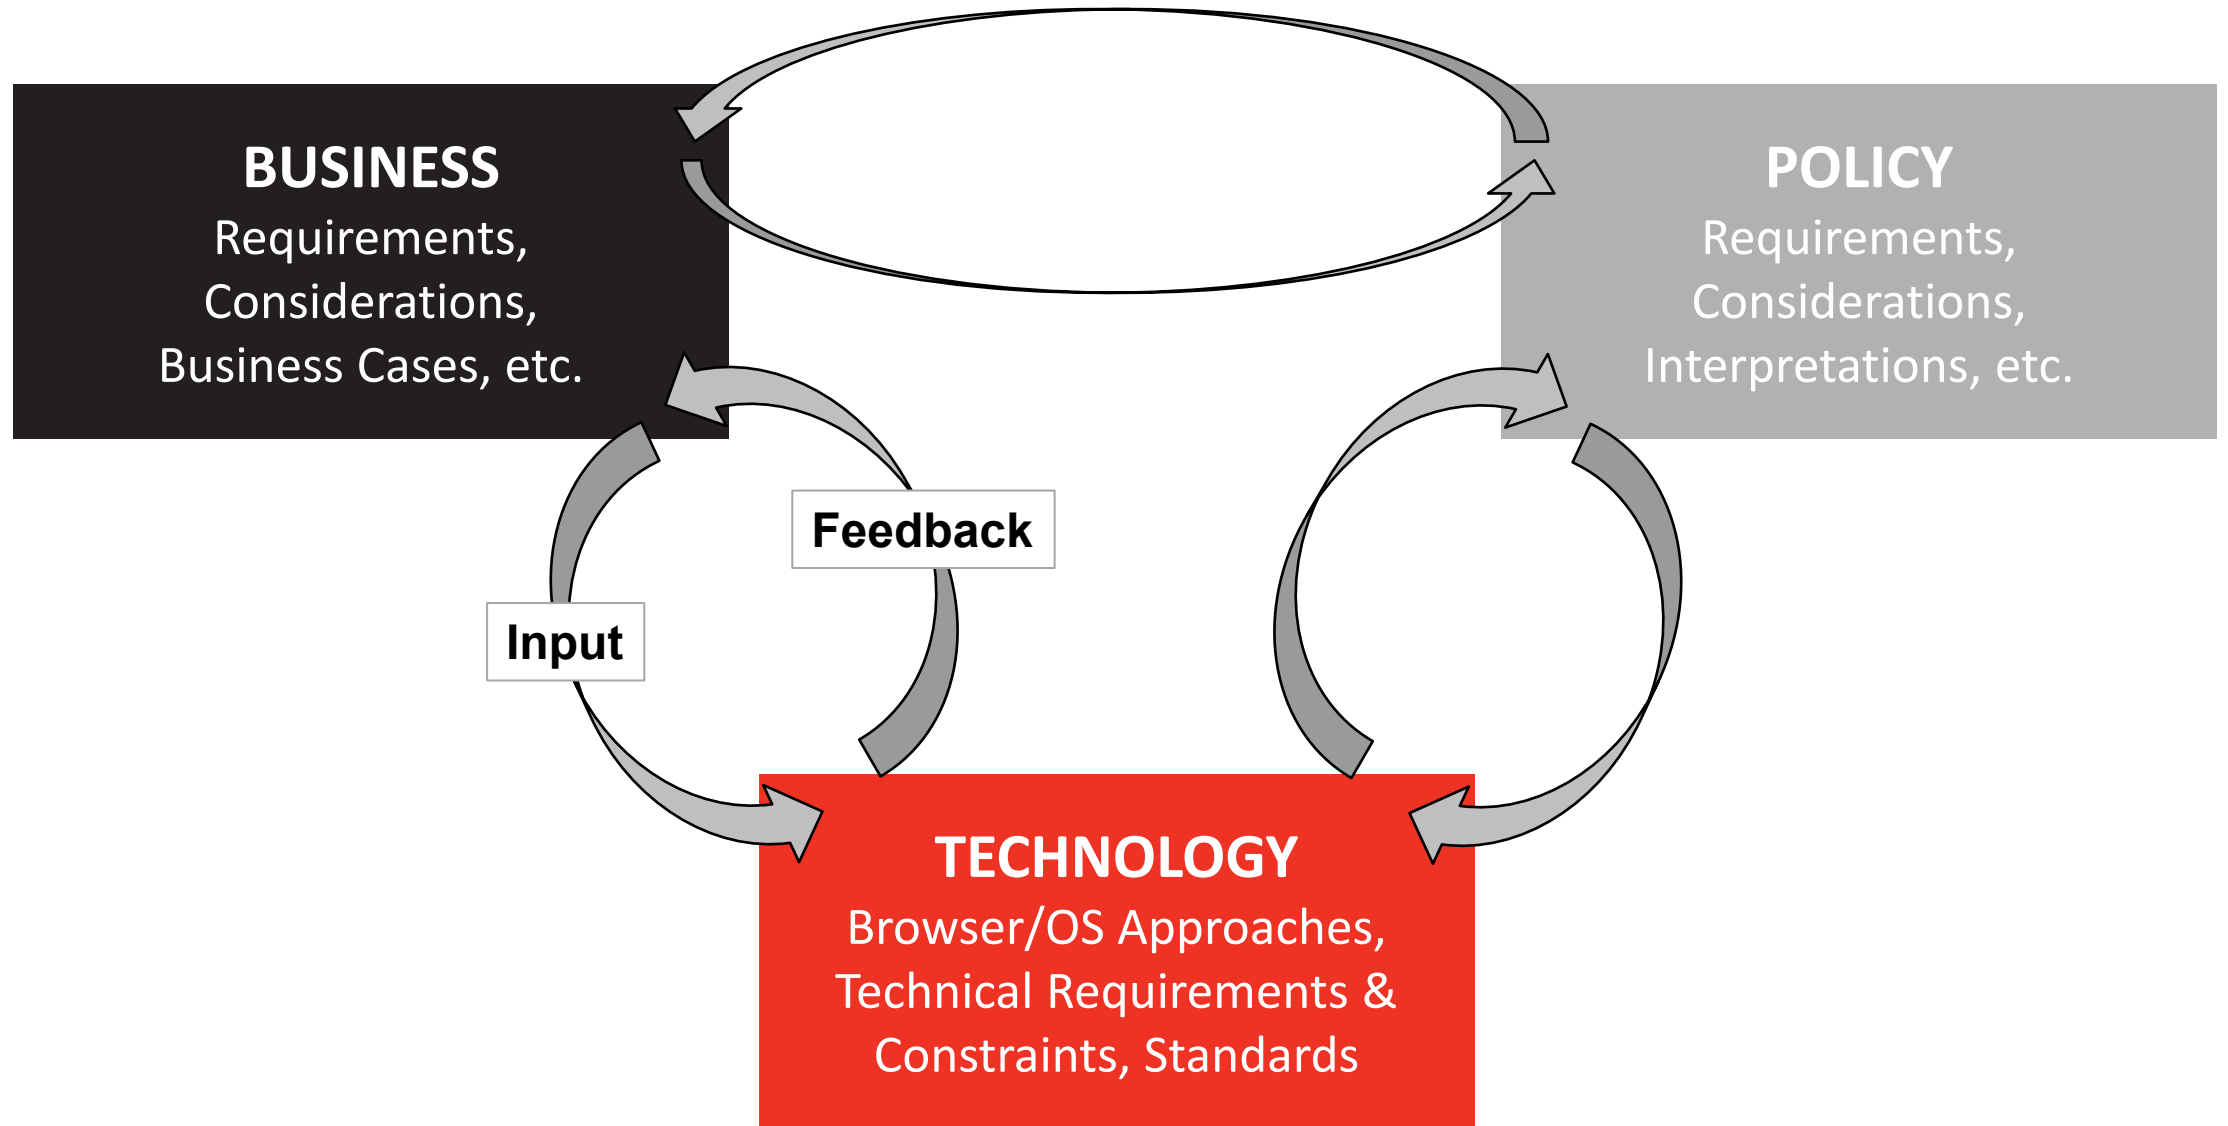 BUSINESS
Requirements,
Considerations,
Business Cases, etc.
POLICY
Requirements,
Considerations,
Interpretations, etc.
Feedback
Input
TECHNOLOGY
Browser/OS Approaches,
Technical Requirements &
Constraints, Standards